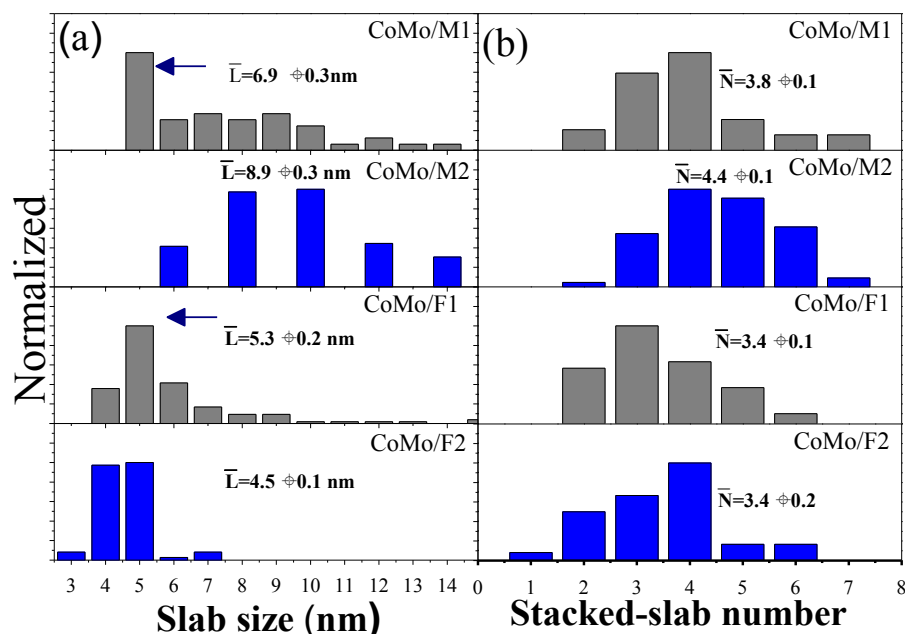 (a)
CoMo/M1
L̅=6.9 ⌖0.3nm
L̅=8.9 ⌖0.3 nm
CoMo/M2
CoMo/F1
L̅=5.3 ⌖0.2 nm
CoMo/F2
L̅=4.5 ⌖0.1 nm
Normalized
3 4 5 6 7 8 9 10 11 12 13 14
Slab size (nm)
(b)
CoMo/M1
N̅=3.8 ⌖0.1
CoMo/M2
N̅=4.4 ⌖0.1
CoMo/F1
N̅=3.4 ⌖0.1
CoMo/F2
N̅=3.4 ⌖0.2
0 1 2 3 4 5 6 7 8
Stacked-slab number